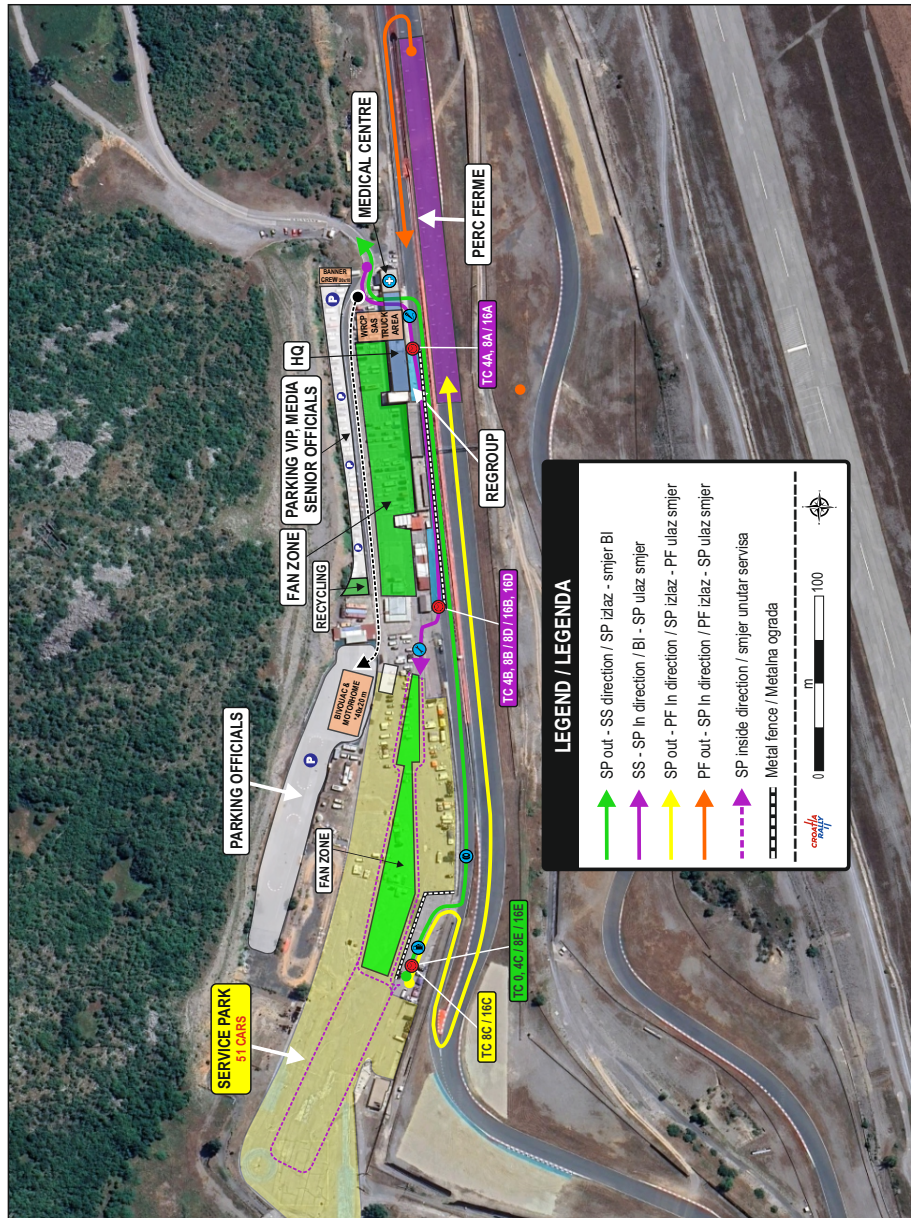 SERVICE PARK
51 CARS
PARKING OFFICIALS
BIVOUAC &
MOTORHOME
*40x20 m
P
RECYCLING
FAN ZONE
PARKING VIP, MEDIA
SENIOR OFFICIALS
HQ
BANNER
P
P
P
P
P
WRCP
SAS
TRUCK
AREA
MEDICAL CENTRE
FAN ZONE
PERC FERME
REGROUP
TC 4A, 8A / 16A
TC 4B, 8B / 8D / 16B, 16D
TC 0, 4C / 8E / 16E
TC 8C / 16C
LEGEND / LEGENDA
SP out - SS direction / SP izlaz - smjer BI
SS - SP In direction / BI - SP ulaz smjer
SP out - PF In direction / SP izlaz - PF ulaz smjer
PF out - SP In direction / PF izlaz - SP ulaz smjer
SP inside direction / smjer unutar servisa
Metal fence / Metalna ograda
0 m 100
CROATIA
RALLY